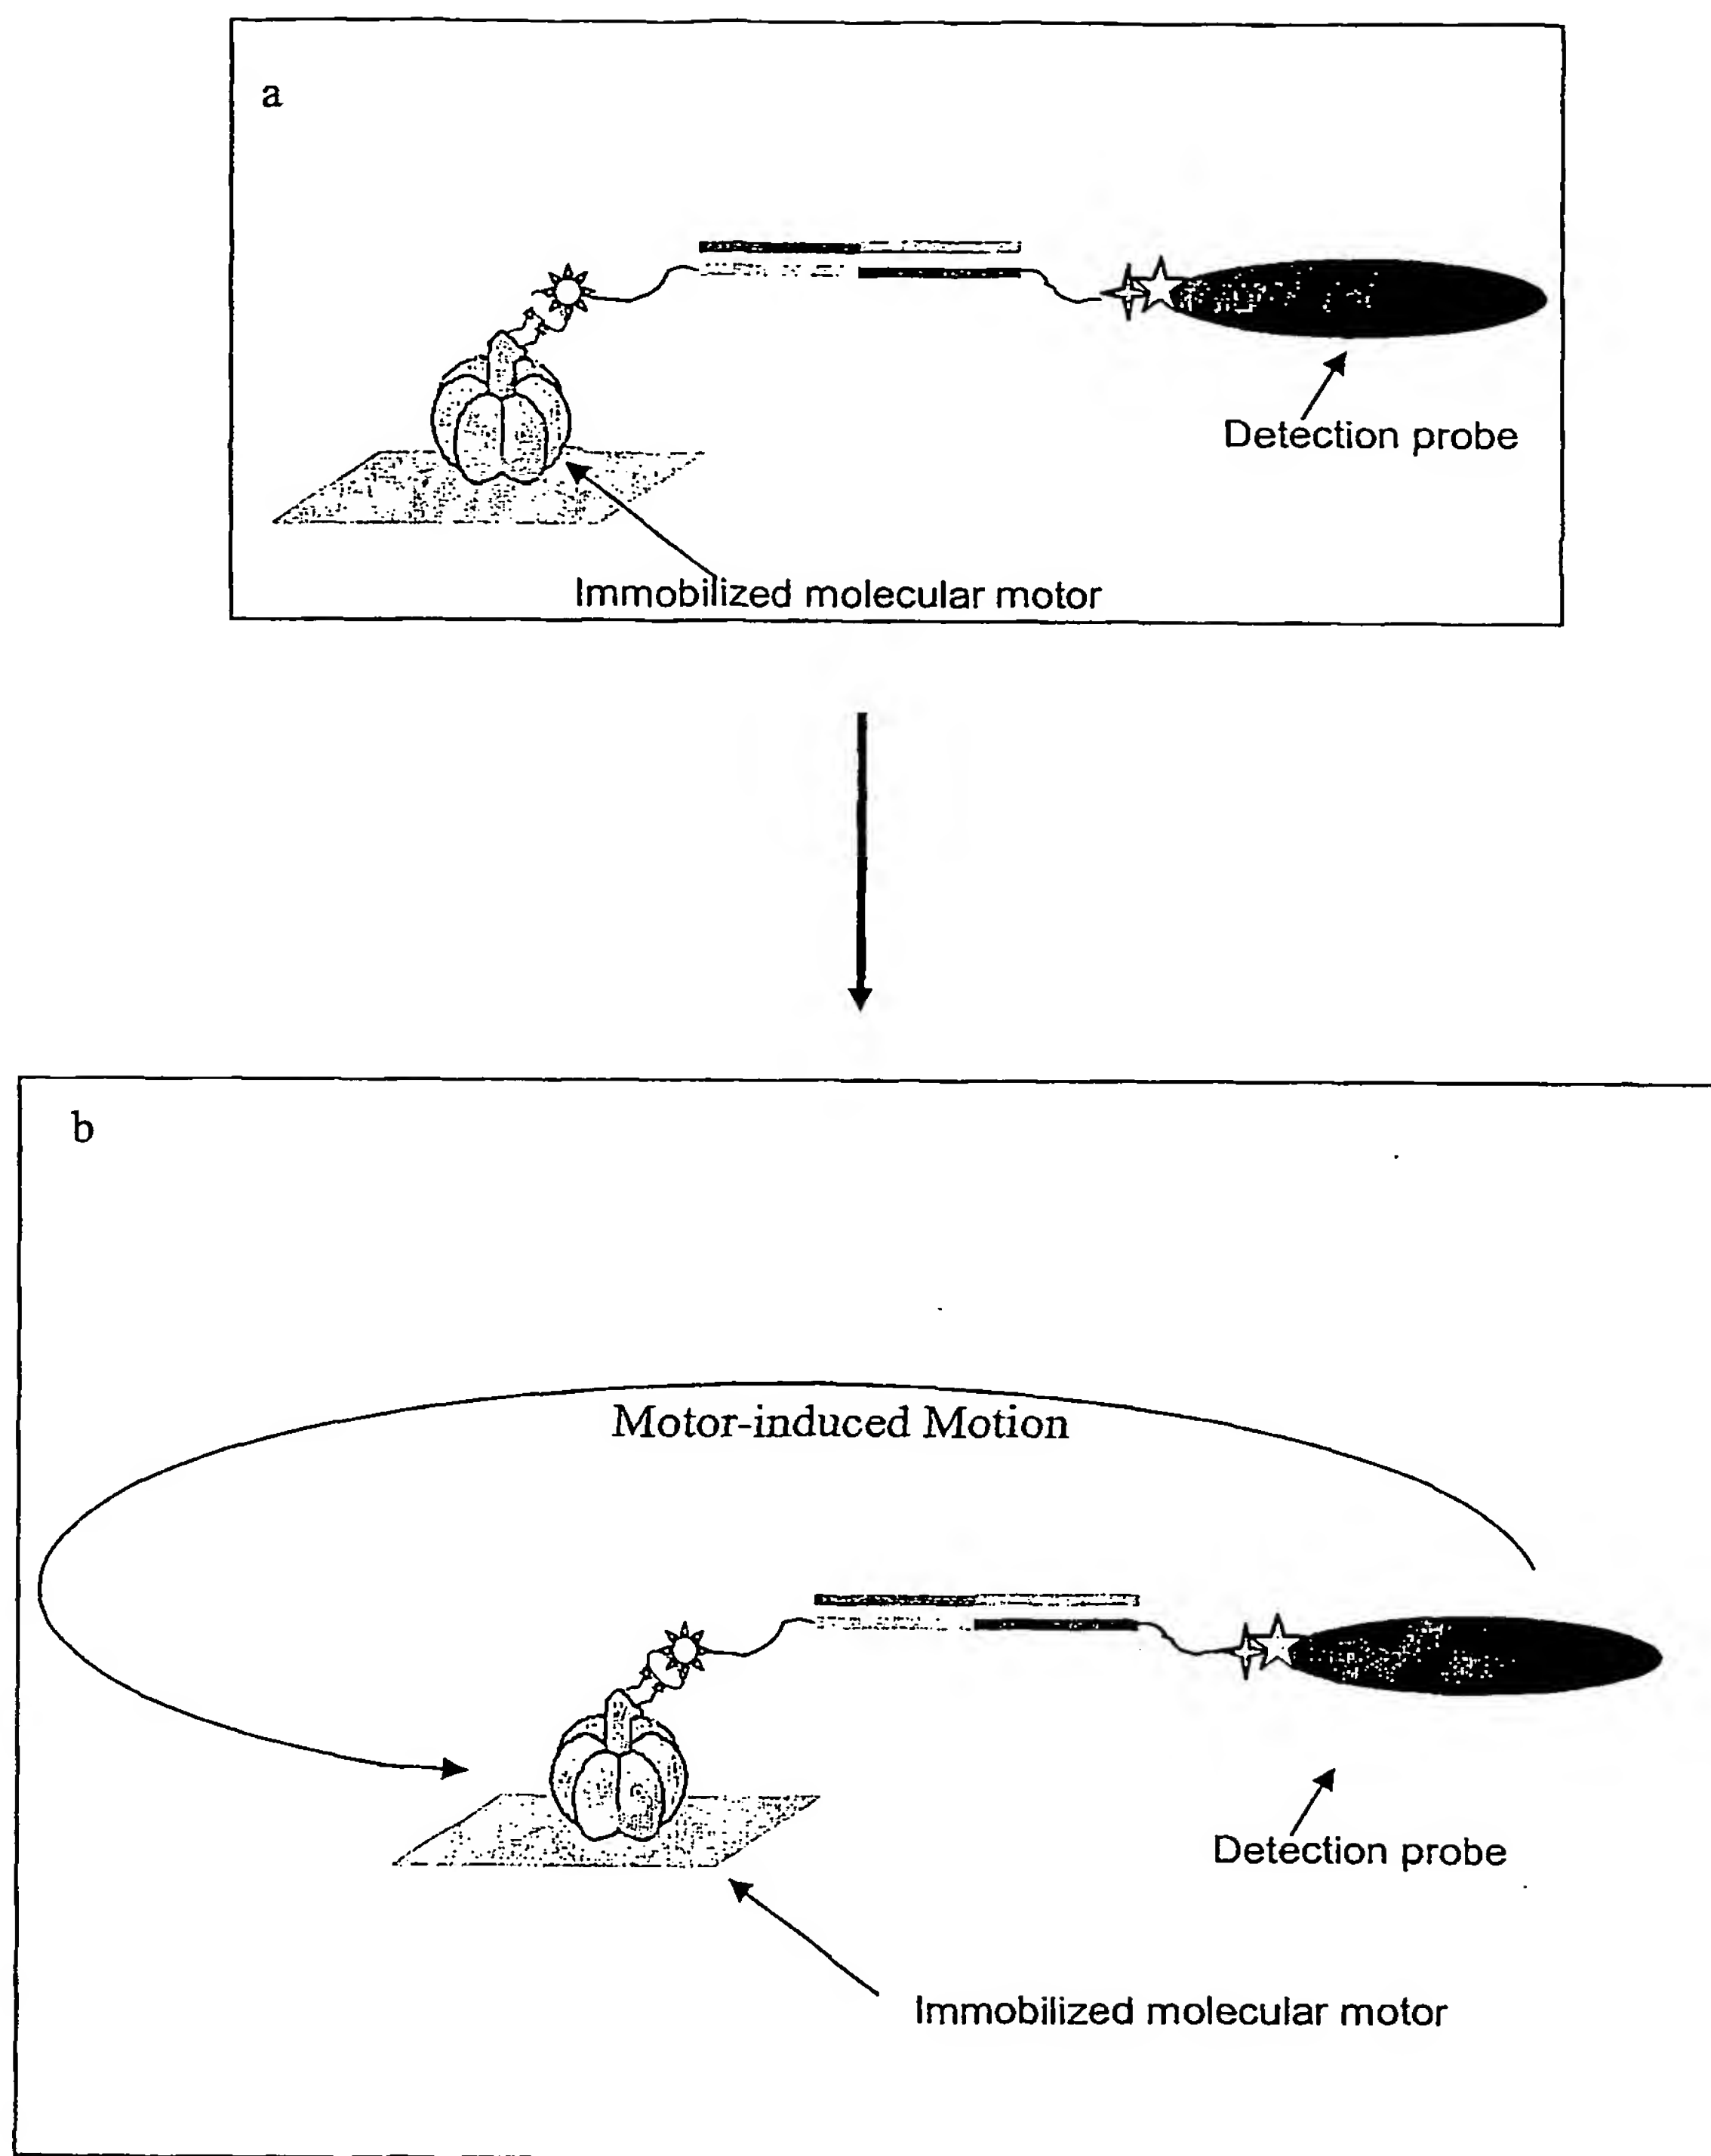 a
Detection probe
Immobilized molecular motor
b
Motor-induced Motion
Detection probe
Immobilized molecular motor